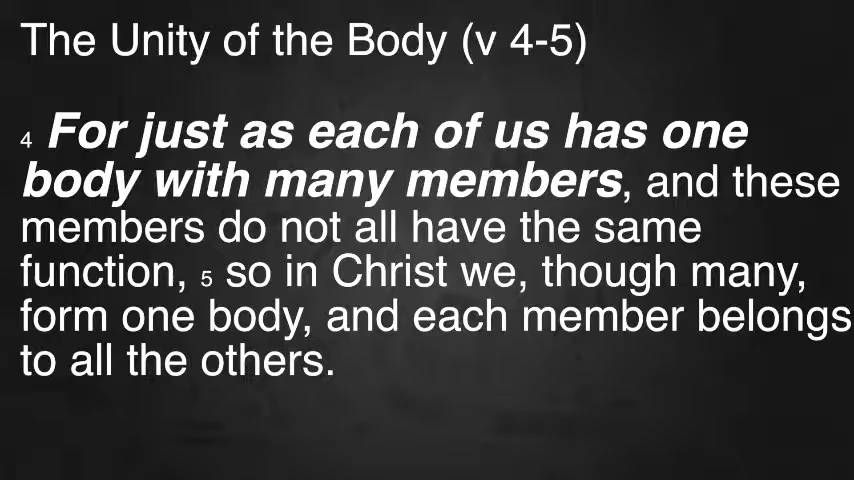 The Unity of the Body (v 4-5)
4 For just as each of us has one
body with many members, and these
members do not all have the same
function, 5 so in Christ we, though many,
form one body, and each member belongs
to all the others.